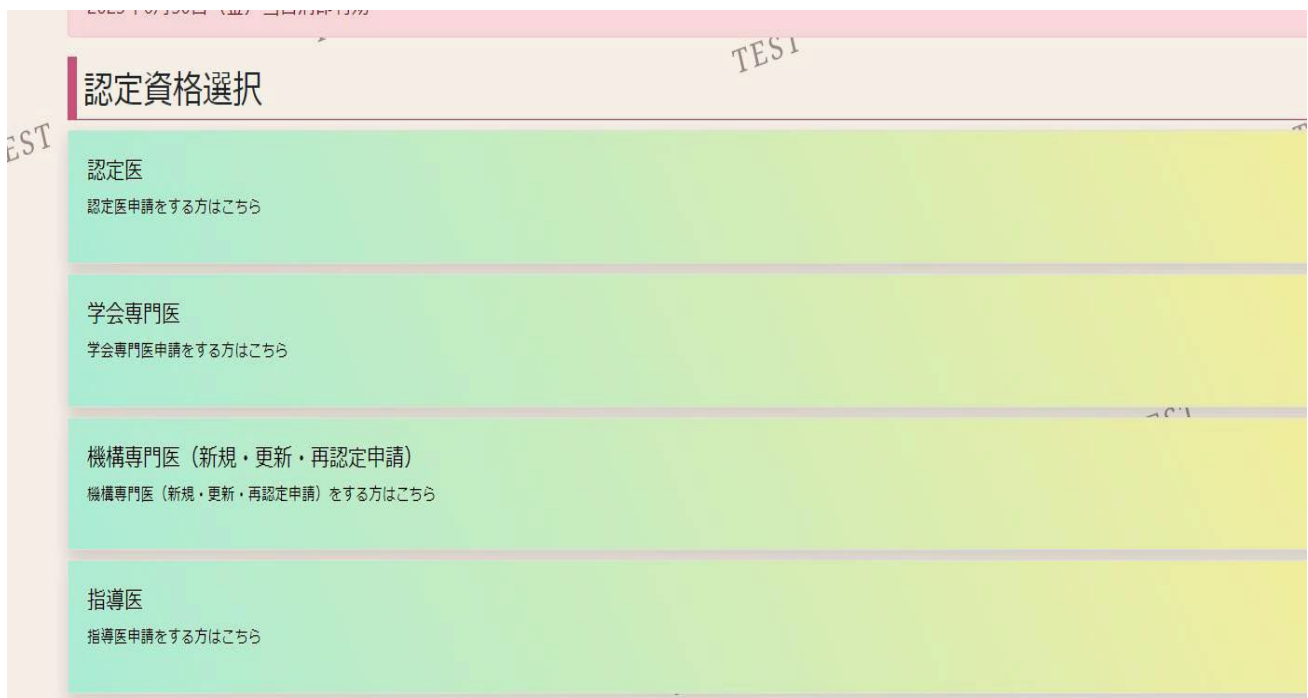 TEST
認定資格選択
認定医
認定医申請をする方はこちら
学会専門医
学会専門医申請をする方はこちら
機構専門医（新規・更新・再認定申請）
機構専門医（新規・更新・再認定申請）をする方はこちら
指導医
指導医申請をする方はこちら